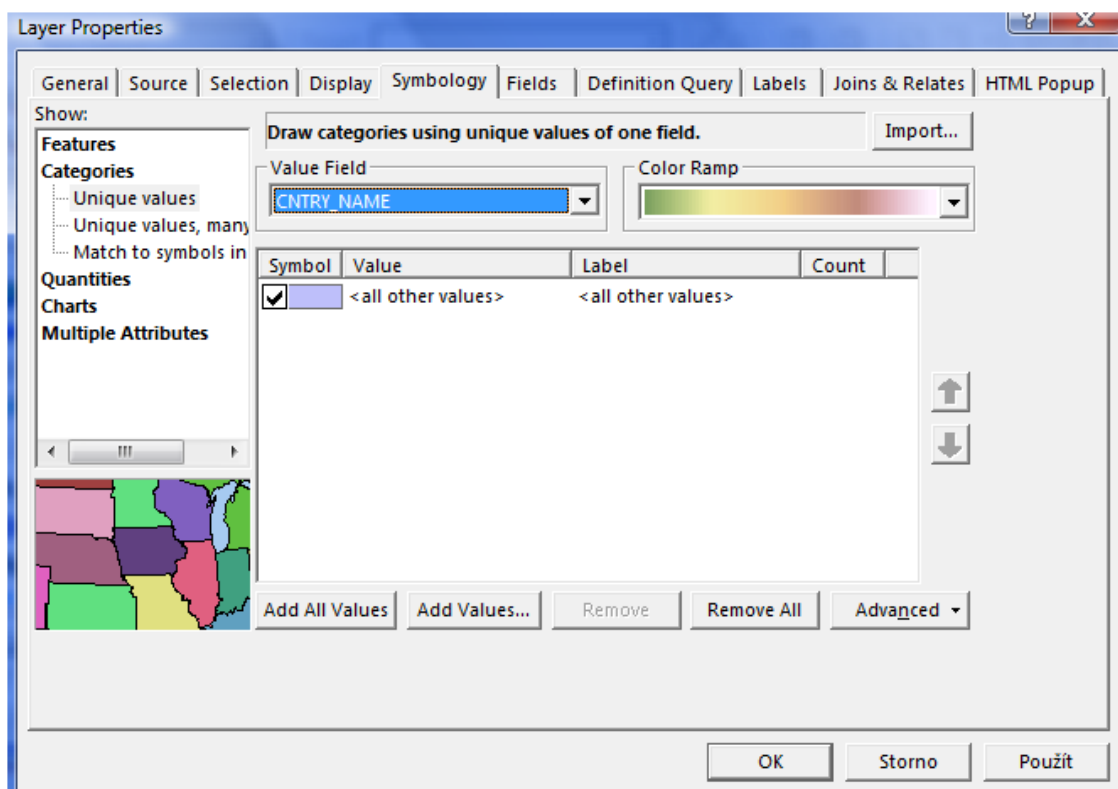 Layer Properties
General Source Selection Display Symbology Fields Definition Query Labels Joins & Relates HTML Popup
Show:
Features
Categories
Unique values
Unique values, many
Match to symbols in
Quantities
Charts
Multiple Attributes
Draw categories using unique values of one field.
Import...
Value Field
CNTRY_NAME
Color Ramp
Symbol Value Label Count
<all other values> <all other values>
Add All Values Add Values... Remove Remove All Advanced
OK Storno Použít